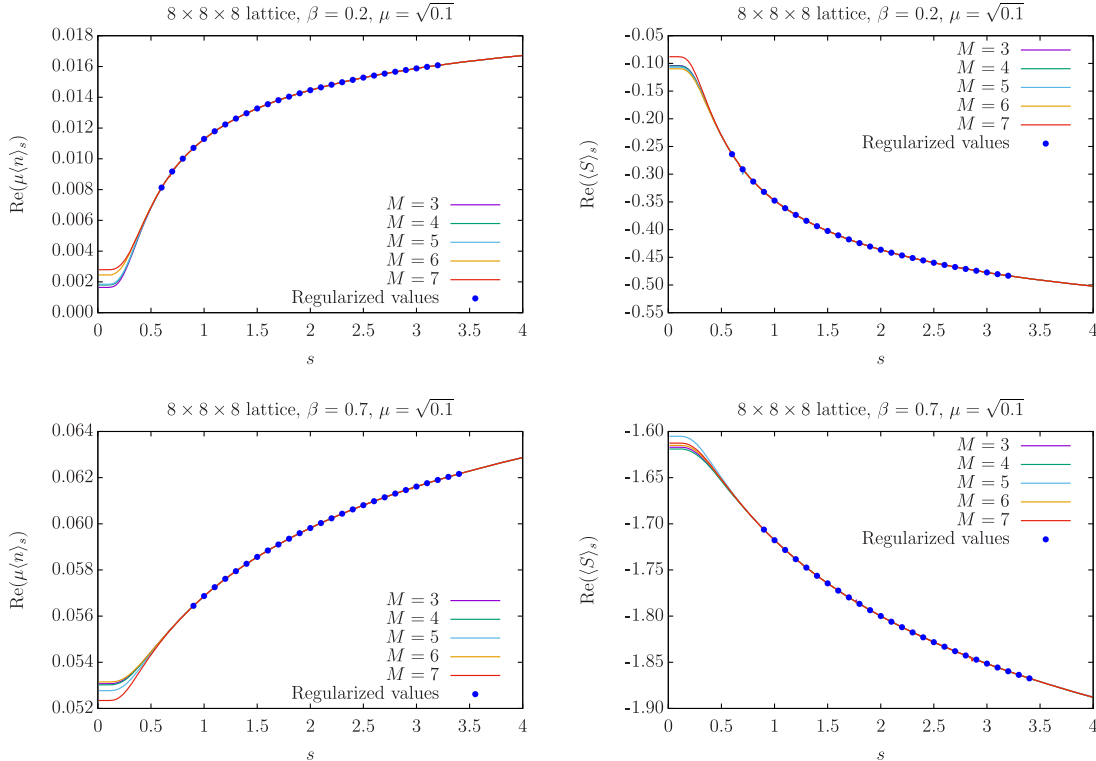 8 × 8 × 8 lattice, β = 0.2, μ = √0.1
Re(μ⟨n⟩ₛ)
0.018
0.016
0.014
0.012
0.010
0.008
0.006
0.004
0.002
0.000
M = 3
M = 4
M = 5
M = 6
M = 7
Regularized values
0 0.5 1 1.5 2 2.5 3 3.5 4
s
8 × 8 × 8 lattice, β = 0.2, μ = √0.1
Re(⟨S⟩ₛ)
-0.05
-0.10
-0.15
-0.20
-0.25
-0.30
-0.35
-0.40
-0.45
-0.50
-0.55
M = 3
M = 4
M = 5
M = 6
M = 7
Regularized values
0 0.5 1 1.5 2 2.5 3 3.5 4
s
8 × 8 × 8 lattice, β = 0.7, μ = √0.1
Re(μ⟨n⟩ₛ)
0.064
0.062
0.060
0.058
0.056
0.054
0.052
M = 3
M = 4
M = 5
M = 6
M = 7
Regularized values
0 0.5 1 1.5 2 2.5 3 3.5 4
s
8 × 8 × 8 lattice, β = 0.7, μ = √0.1
Re(⟨S⟩ₛ)
-1.60
-1.65
-1.70
-1.75
-1.80
-1.85
-1.90
M = 3
M = 4
M = 5
M = 6
M = 7
Regularized values
0 0.5 1 1.5 2 2.5 3 3.5 4
s